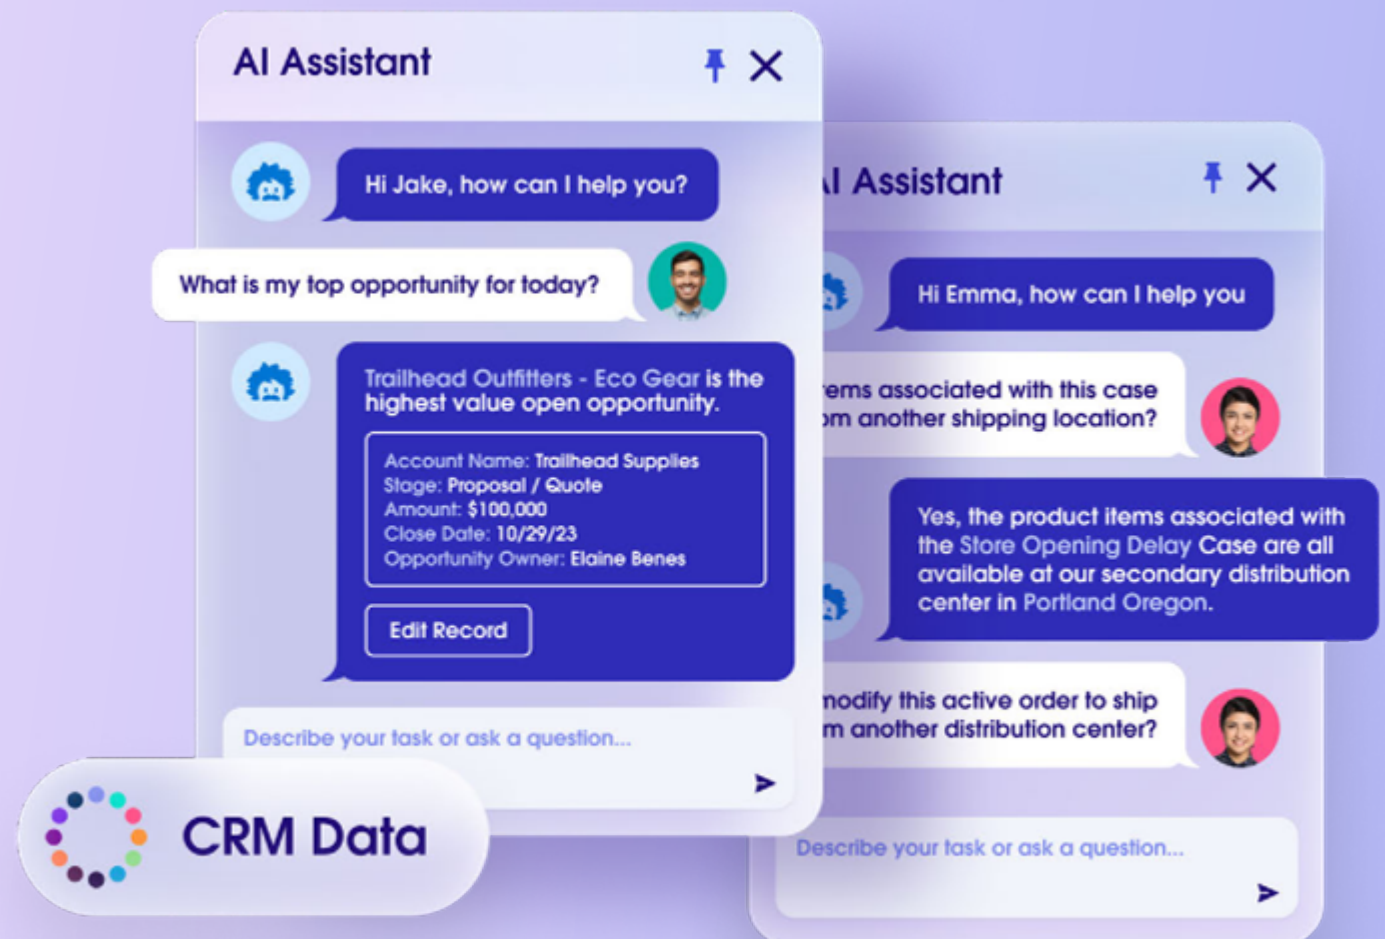 AI Assistant
Hi Jake, how can I help you?
What is my top opportunity for today?
Trailhead Outfitters - Eco Gear is the
highest value open opportunity.
Account Name: Trailhead Supplies
Stage: Proposal / Quote
Amount: $100,000
Close Date: 10/29/23
Opportunity Owner: Elaine Benes
Edit Record
Describe your task or ask a question...
CRM Data
AI Assistant
Hi Emma, how can I help you
associated with this case
another shipping location?
Yes, the product items associated with
the Store Opening Delay Case are all
available at our secondary distribution
center in Portland Oregon.
modify this active order to ship
another distribution center?
Describe your task or ask a question...